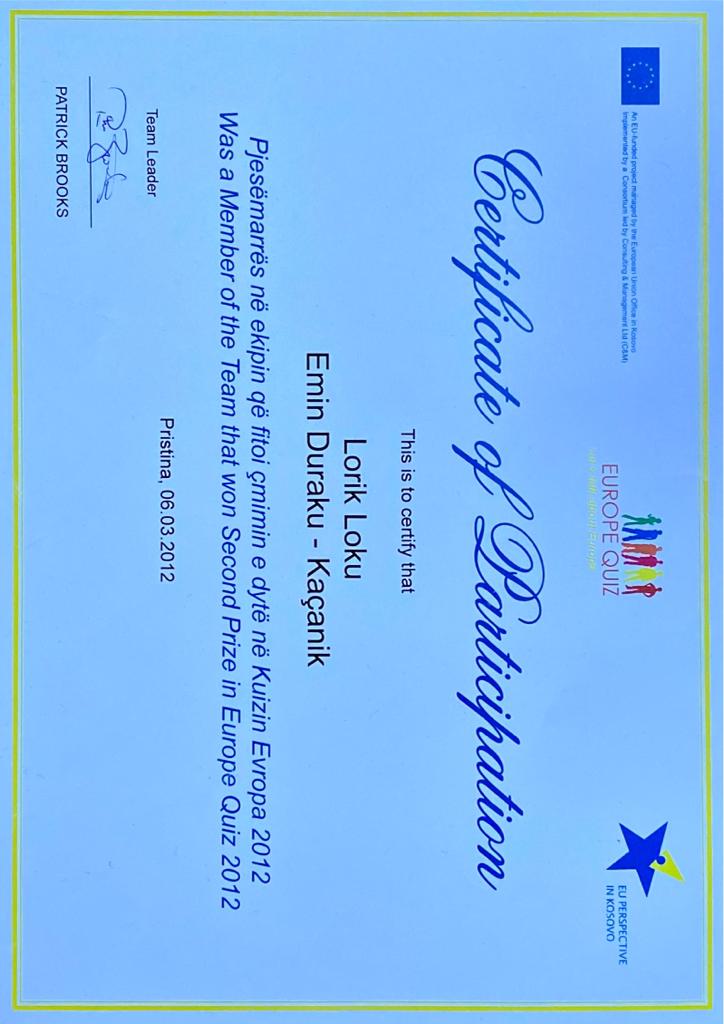 An EU-funded project managed by the European Union Office in Kosovo
Implemented by a Consortium led by Consulting & Management Ltd (C&M)
EUROPE QUIZ
EU PERSPECTIVE
IN KOSOVO
Certificate of Participation
This is to certify that
Lorik Loku
Emin Duraku - Kaçanik
Pjesëmarrës në ekipin që fitoi çmimin e dytë në Kuizin Evropa 2012
Was a Member of the Team that won Second Prize in Europe Quiz 2012
Pristina, 06.03.2012
Team Leader
PATRICK BROOKS